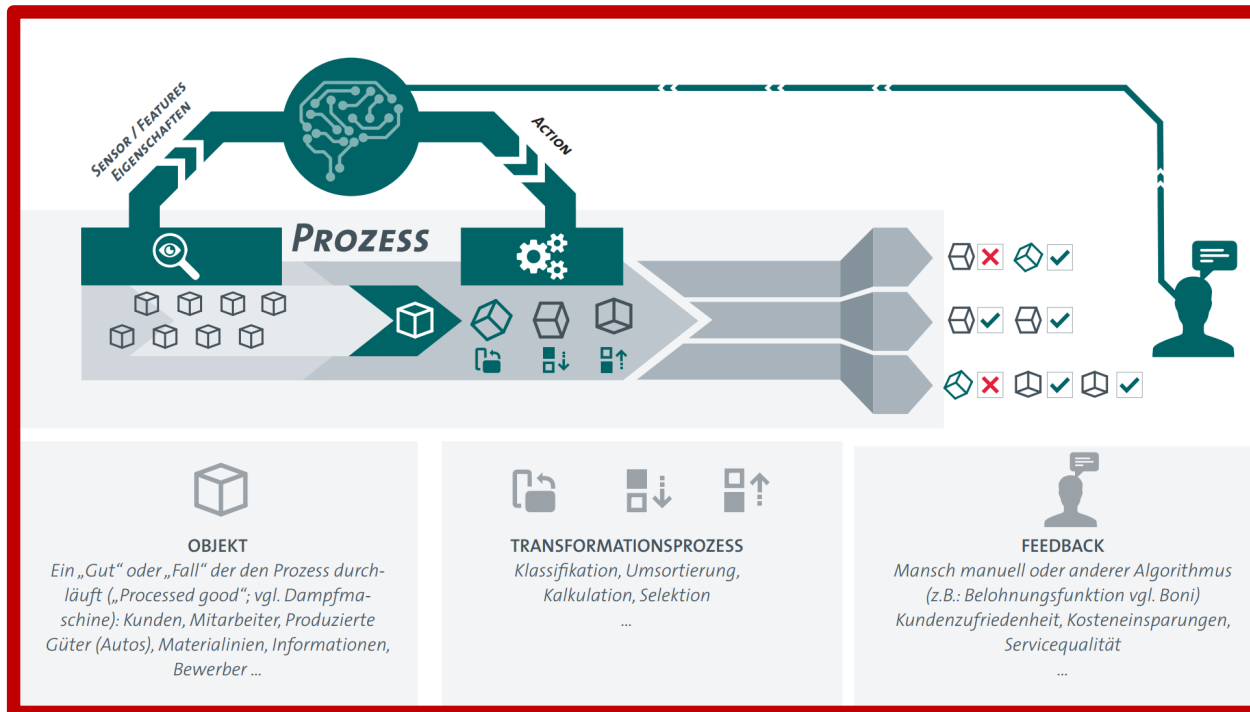 SENSOR / FEATURES
EIGENSCHAFTEN
ACTION
PROZESS
OBJEKT
Ein „Gut“ oder „Fall“ der den Prozess durch-
läuft („Processed good“; vgl. Dampfma-
schine): Kunden, Mitarbeiter, Produzierte
Güter (Autos), Materialinien, Informationen,
Bewerber ...
TRANSFORMATIONSPROZESS
Klassifikation, Umsortierung,
Kalkulation, Selektion
...
FEEDBACK
Mansch manuell oder anderer Algorithmus
(z.B.: Belohnungsfunktion vgl. Boni)
Kundenzufriedenheit, Kosteneinsparungen,
Servicequalität
...